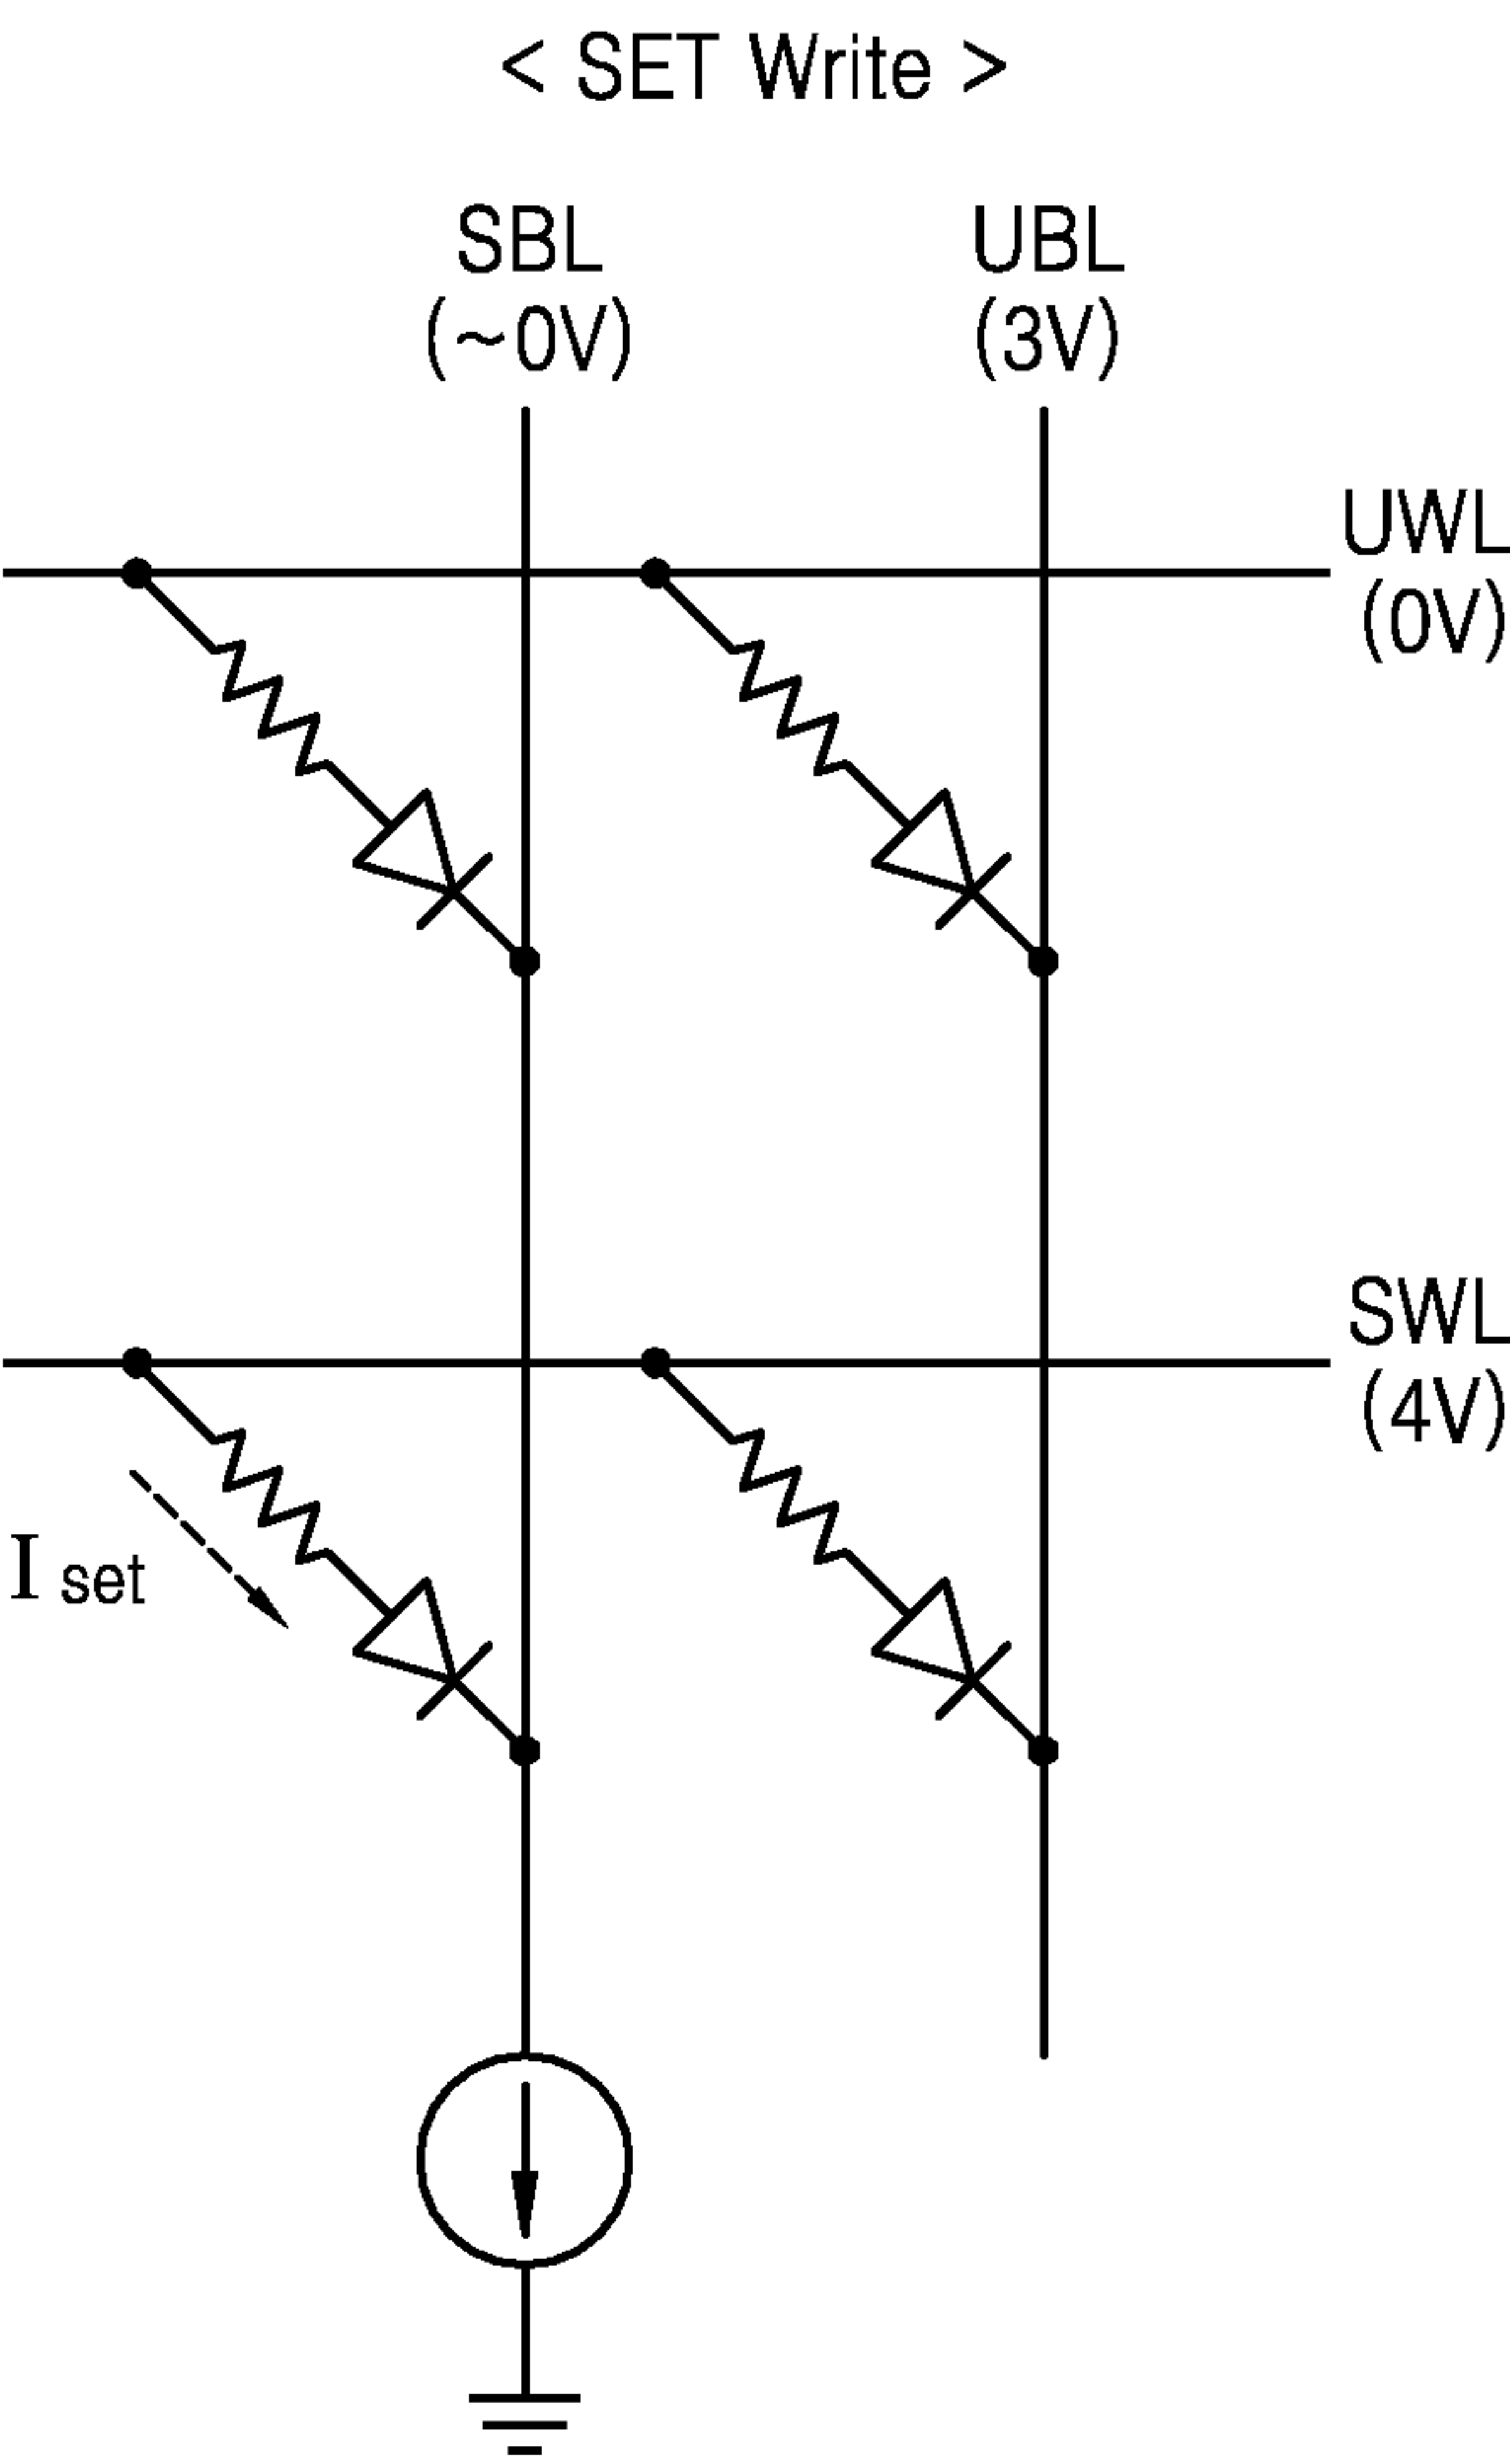 < SET Write >
SBL
(~0V)
UBL
(3V)
UWL
(0V)
SWL
(4V)
I set